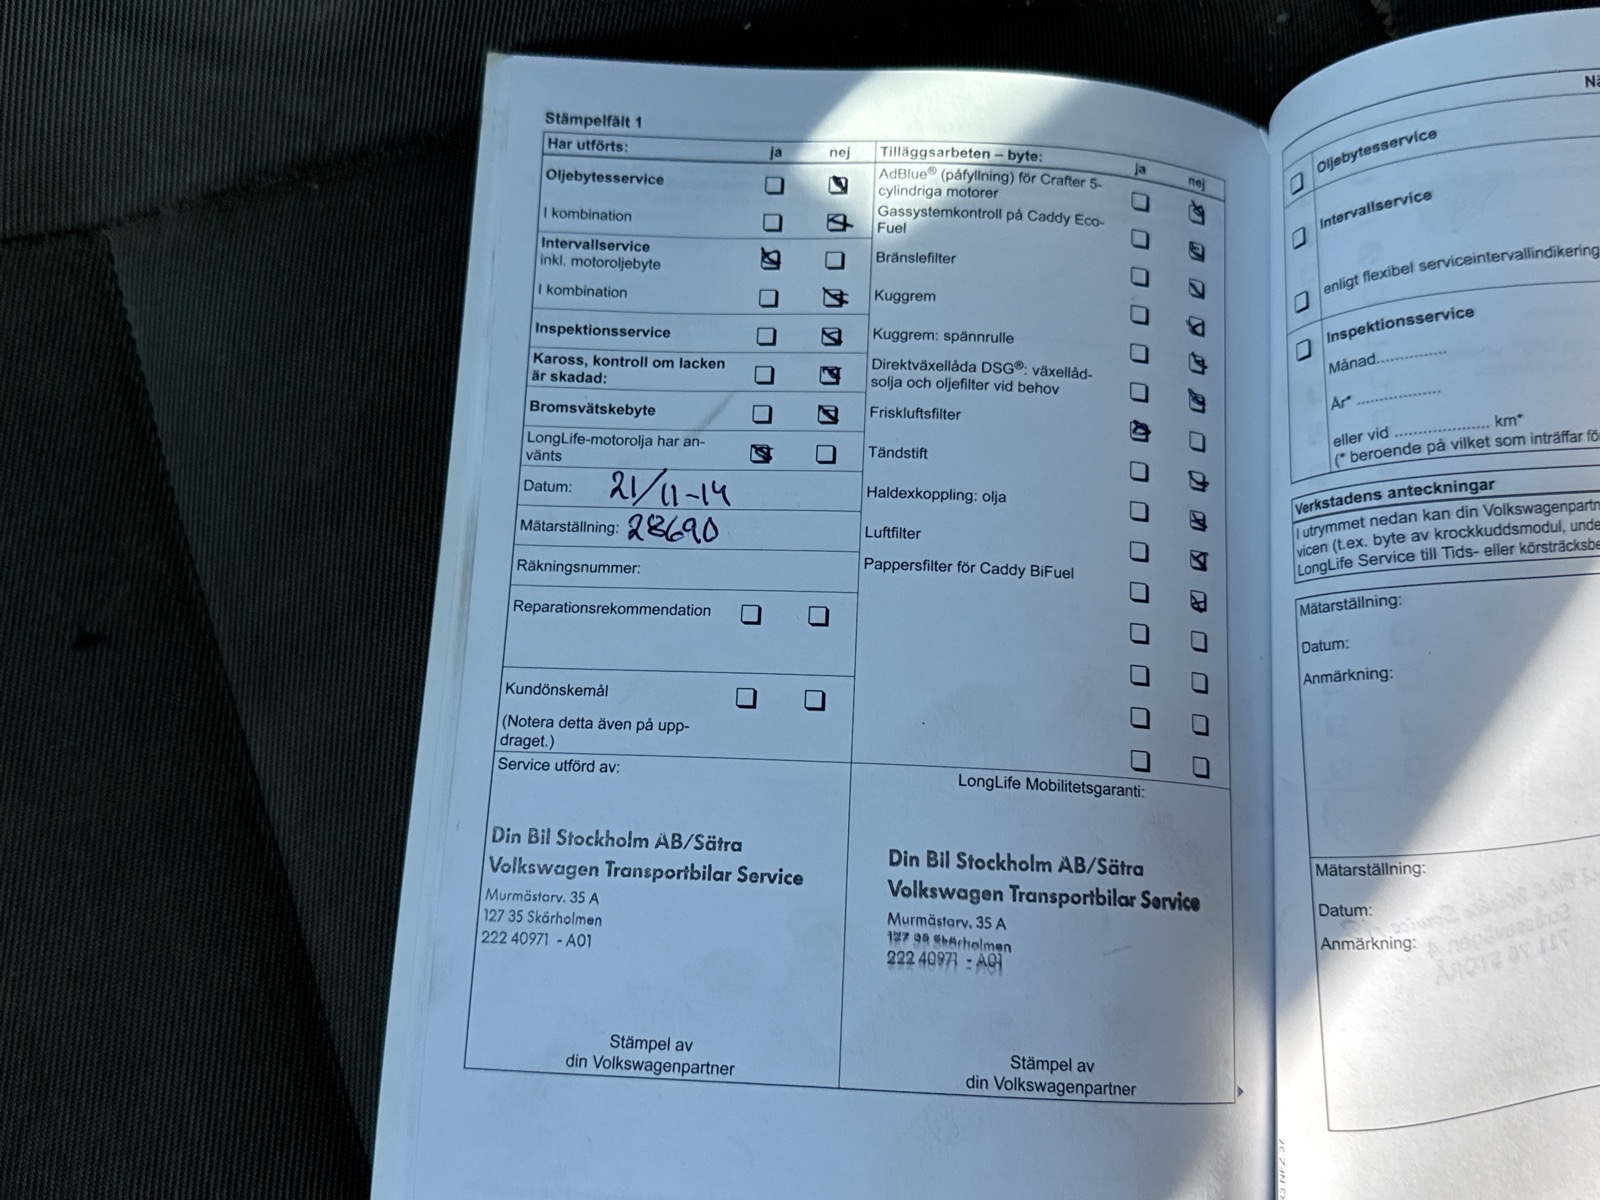 Stämpelfält 1
Har utförts: ja nej
Oljebytesservice
I kombination
Intervallservice
inkl. motoroljebyte
I kombination
Inspektionsservice
Kaross, kontroll om lacken
är skadad:
Bromsvätskebyte
LongLife-motorolja har an-
vänts
Datum: 21/11-14
Mätarställning: 28690
Räkningsnummer:
Reparationsrekommendation
Kundönskemål
(Notera detta även på upp-
draget.)
Service utförd av:
Din Bil Stockholm AB/Sätra
Volkswagen Transportbilar Service
Murmästarv. 35 A
127 35 Skärholmen
222 40971 - A01
Stämpel av
din Volkswagenpartner
Tilläggsarbeten – byte: ja nej
AdBlue® (påfyllning) för Crafter 5-
cylindriga motorer
Gassystemkontroll på Caddy Eco-
Fuel
Bränslefilter
Kuggrem
Kuggrem: spännrulle
Direktväxellåda DSG®: växellåd-
solja och oljefilter vid behov
Friskluftsfilter
Tändstift
Haldexkoppling: olja
Luftfilter
Pappersfilter för Caddy BiFuel
LongLife Mobilitetsgaranti:
Din Bil Stockholm AB/Sätra
Volkswagen Transportbilar Service
Murmästarv. 35 A
127 35 Skärholmen
222 40971 - A01
Stämpel av
din Volkswagenpartner
Oljebytesservice
Intervallservice
enligt flexibel serviceintervallindikering
Inspektionsservice
Månad
År*
eller vid km*
(* beroende på vilket som inträffar
Verkstadens anteckningar
I utrymmet nedan kan din
vicen (t.ex. byte av krockkuddsmodul,
LongLife Service till Tids- eller
Mätarställning:
Datum:
Anmärkning:
Mätarställning:
Datum:
Anmärkning: